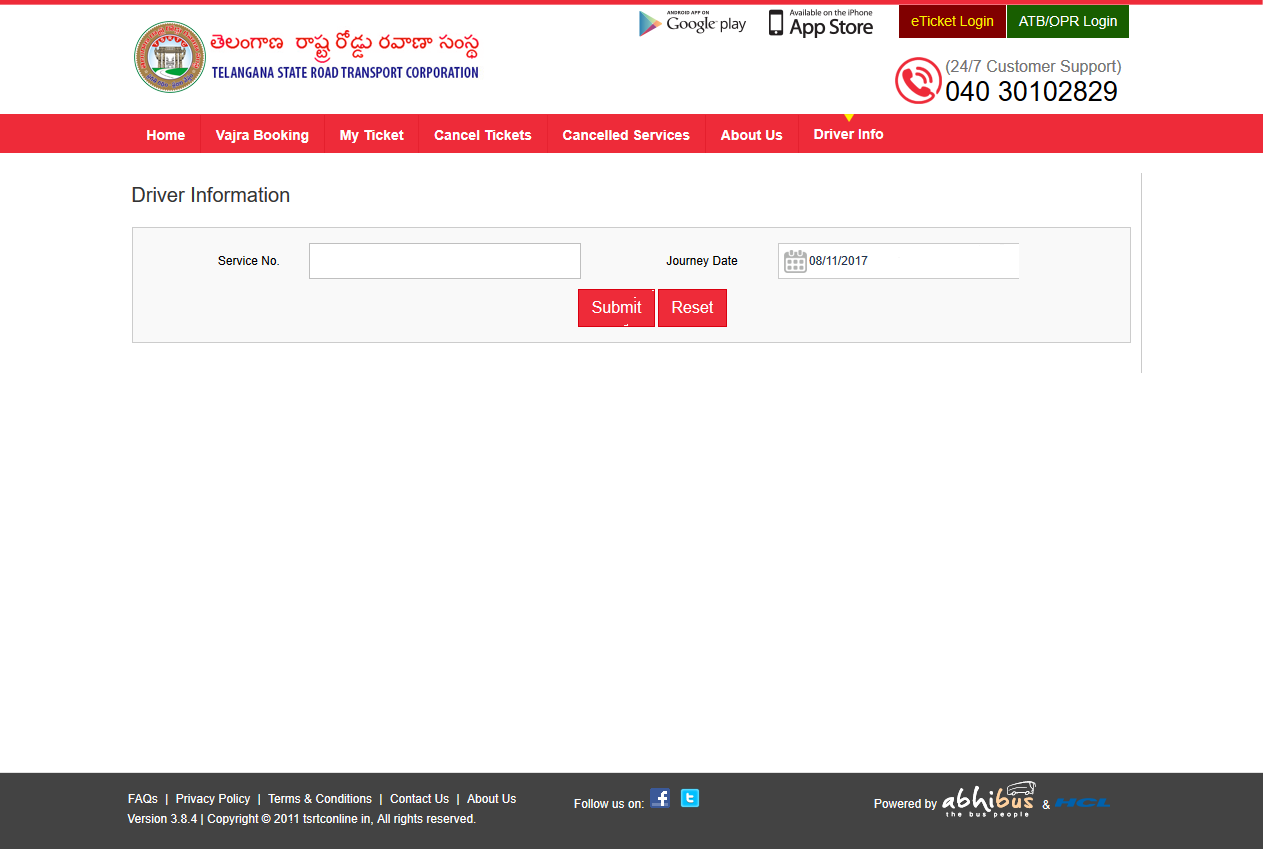 ANDROID APP ON
Google play
Available on the iPhone
App Store
eTicket Login
ATB/OPR Login
తెలంగాణ రాష్ట్ర రోడ్డు రవాణా సంస్థ
TELANGANA STATE ROAD TRANSPORT CORPORATION
(24/7 Customer Support)
040 30102829
Home
Vajra Booking
My Ticket
Cancel Tickets
Cancelled Services
About Us
Driver Info
Driver Information
Service No.
Journey Date
08/11/2017
Submit
Reset
FAQs | Privacy Policy | Terms & Conditions | Contact Us | About Us
Version 3.8.4 | Copyright © 2011 tsrtconline in, All rights reserved.
Follow us on:
Powered by abhibus & HCL
the bus people